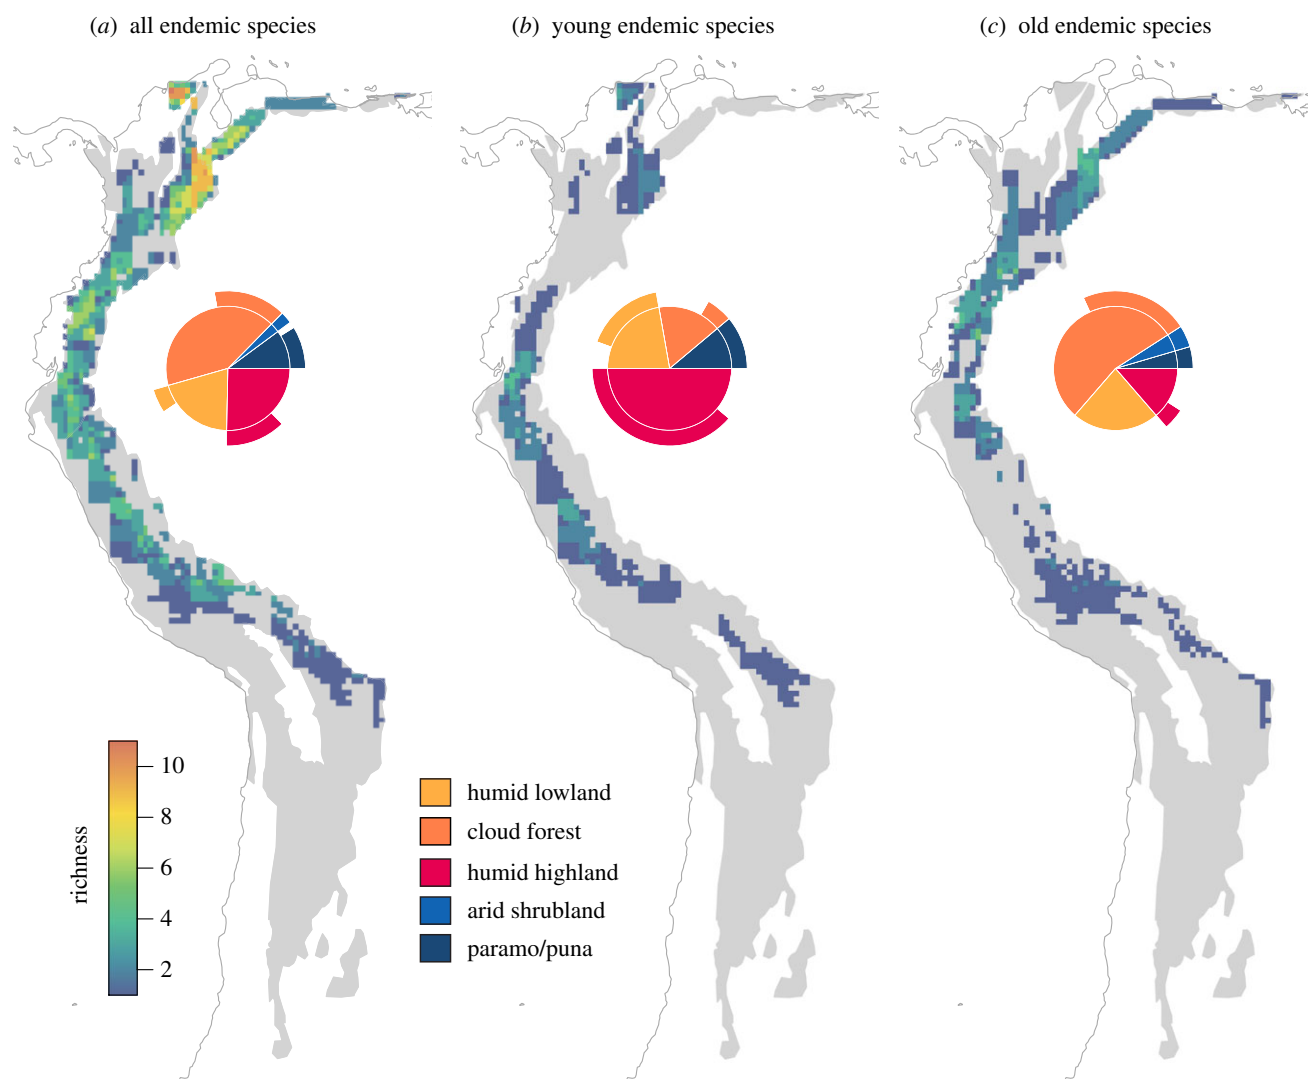 (a) all endemic species
(b) young endemic species
(c) old endemic species
richness
10
8
6
4
2
humid lowland
cloud forest
humid highland
arid shrubland
paramo/puna